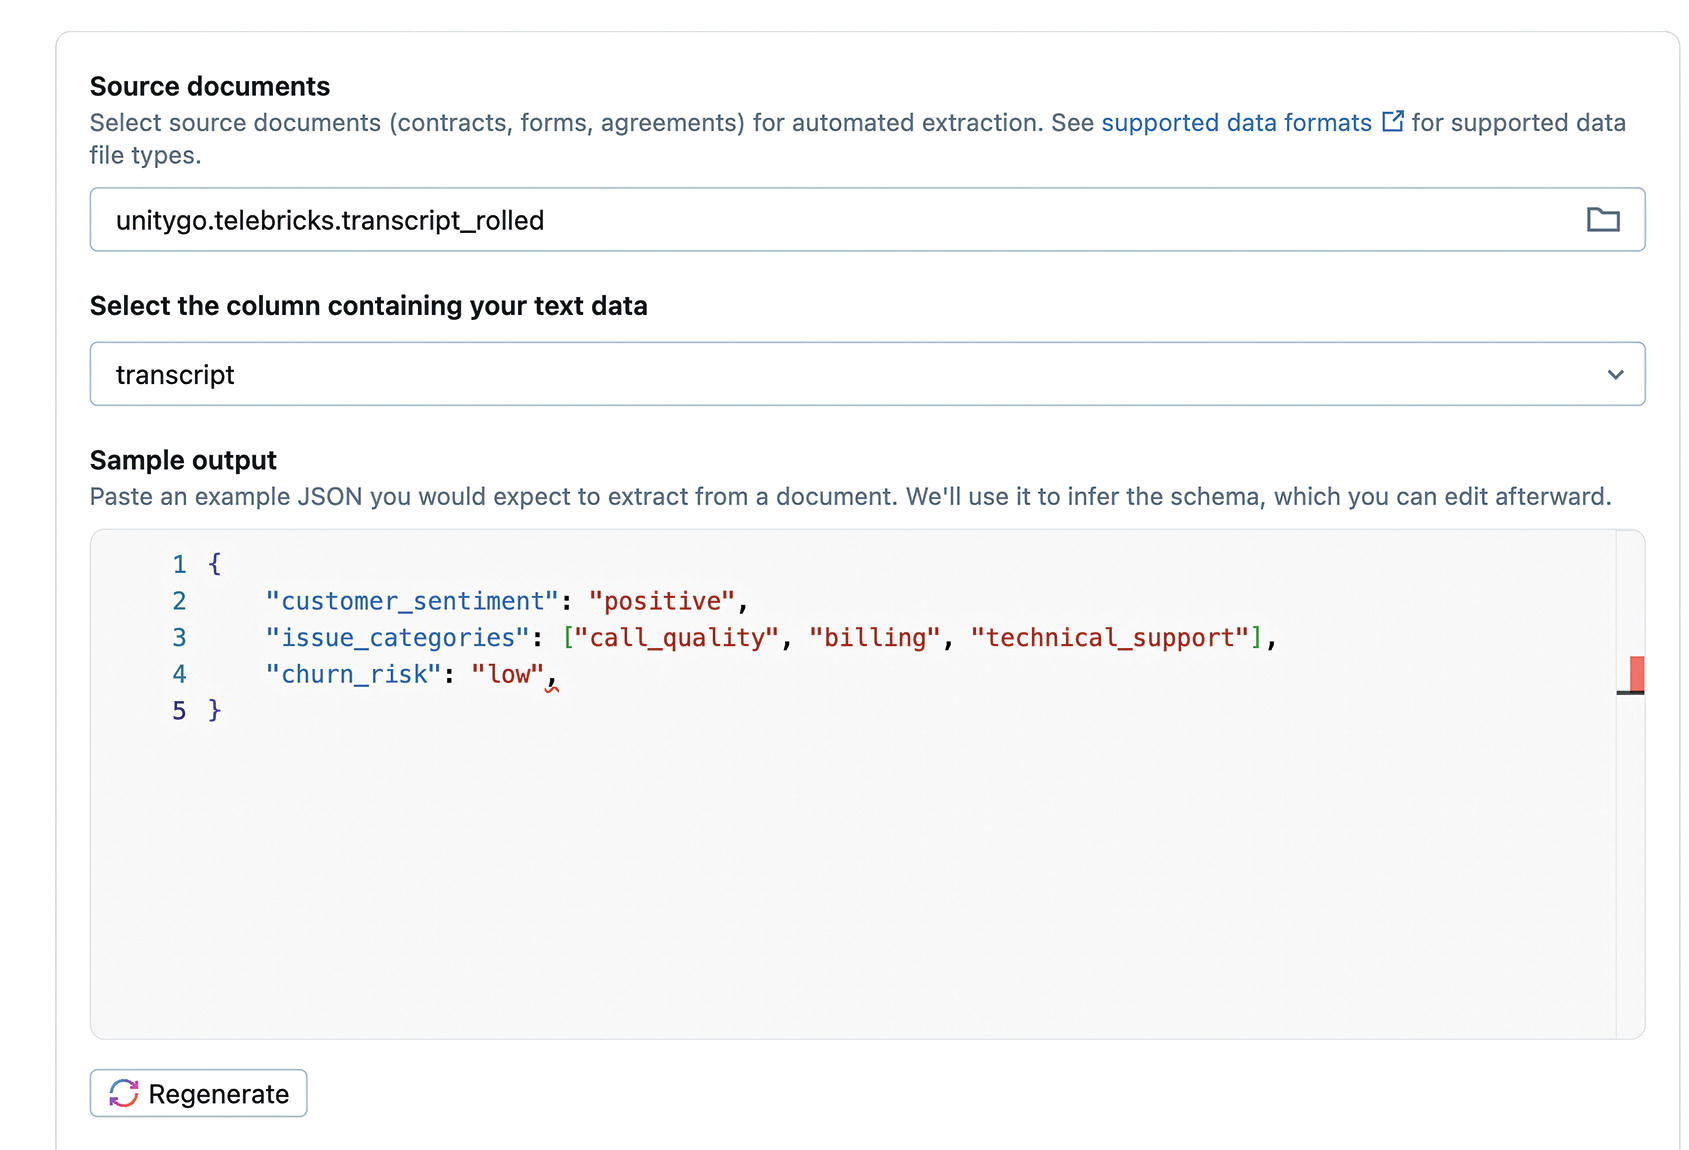 Source documents
Select source documents (contracts, forms, agreements) for automated extraction. See supported data formats for supported data
file types.
unitygo.telebricks.transcript_rolled
Select the column containing your text data
transcript
Sample output
Paste an example JSON you would expect to extract from a document. We'll use it to infer the schema, which you can edit afterward.
1 {
2     "customer_sentiment": "positive",
3     "issue_categories": ["call_quality", "billing", "technical_support"],
4     "churn_risk": "low",
5 }
Regenerate